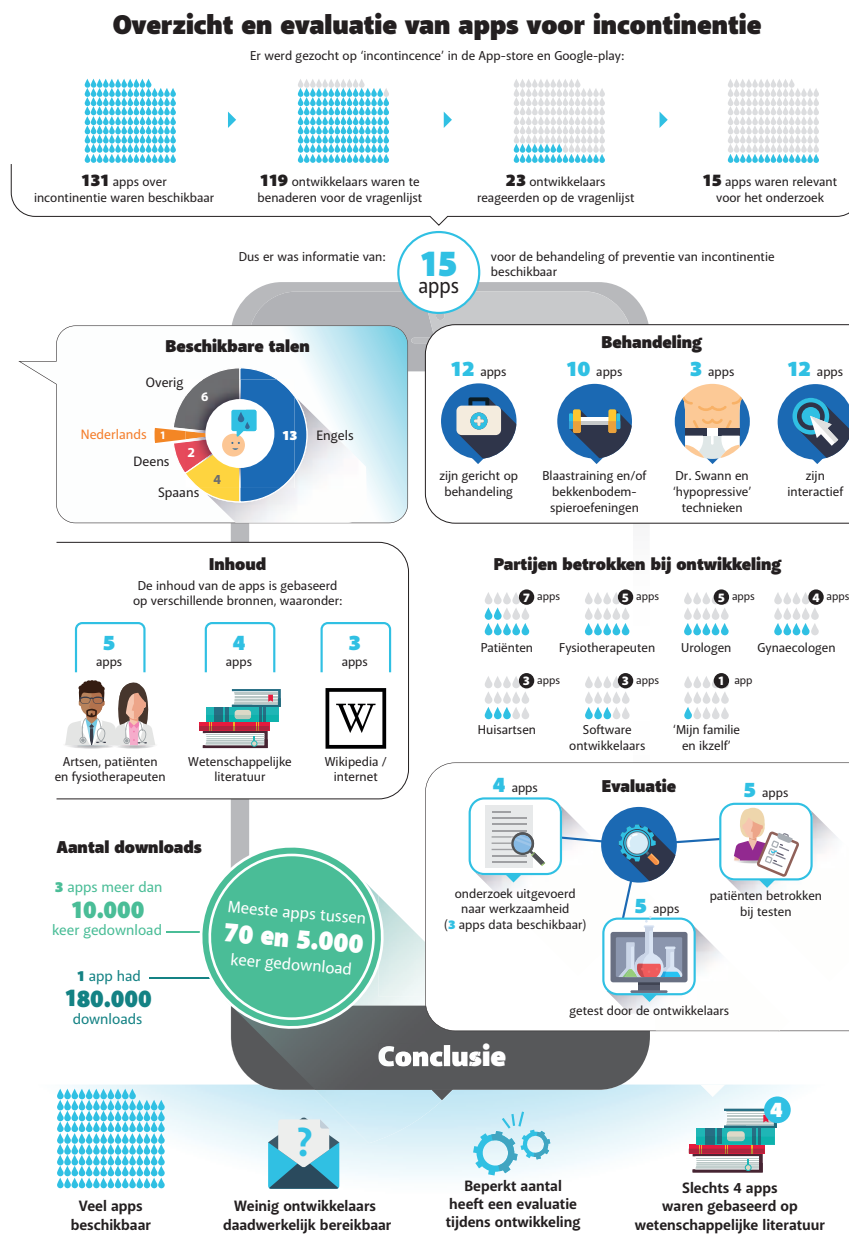 Overzicht en evaluatie van apps voor incontinentie
Er werd gezocht op ‘incontincence’ in de App-store en Google-play:
131 apps over
incontinentie waren beschikbaar
119 ontwikkelaars waren te
benaderen voor de vragenlijst
23 ontwikkelaars
reageerden op de vragenlijst
15 apps waren relevant
voor het onderzoek
Dus er was informatie van:
15
apps
voor de behandeling of preventie van incontinentie
beschikbaar
Beschikbare talen
Overig
6
Nederlands
1
Deens
2
Spaans
4
13
Engels
Behandeling
12 apps
zijn gericht op
behandeling
10 apps
Blaastraining en/of
bekkenbodem-
spieroefeningen
3 apps
Dr. Swann en
‘hypopressive’
technieken
12 apps
zijn
interactief
Inhoud
De inhoud van de apps is gebaseerd
op verschillende bronnen, waaronder:
5
apps
Artsen, patiënten
en fysiotherapeuten
4
apps
Wetenschappelijke
literatuur
3
apps
W
Wikipedia /
internet
Partijen betrokken bij ontwikkeling
7 apps
Patiënten
5 apps
Fysiotherapeuten
5 apps
Urologen
4 apps
Gynaecologen
3 apps
Huisartsen
3 apps
Software
ontwikkelaars
1 app
‘Mijn familie
en ikzelf’
Evaluatie
4 apps
onderzoek uitgevoerd
naar werkzaamheid
(3 apps data beschikbaar)
5 apps
getest door de ontwikkelaars
5 apps
patiënten betrokken
bij testen
Aantal downloads
3 apps meer dan
10.000
keer gedownload
1 app had
180.000
downloads
Meeste apps tussen
70 en 5.000
keer gedownload
Conclusie
Veel apps
beschikbaar
?
Weinig ontwikkelaars
daadwerkelijk bereikbaar
Beperkt aantal
heeft een evaluatie
tijdens ontwikkeling
4
Slechts 4 apps
waren gebaseerd op
wetenschappelijke literatuur